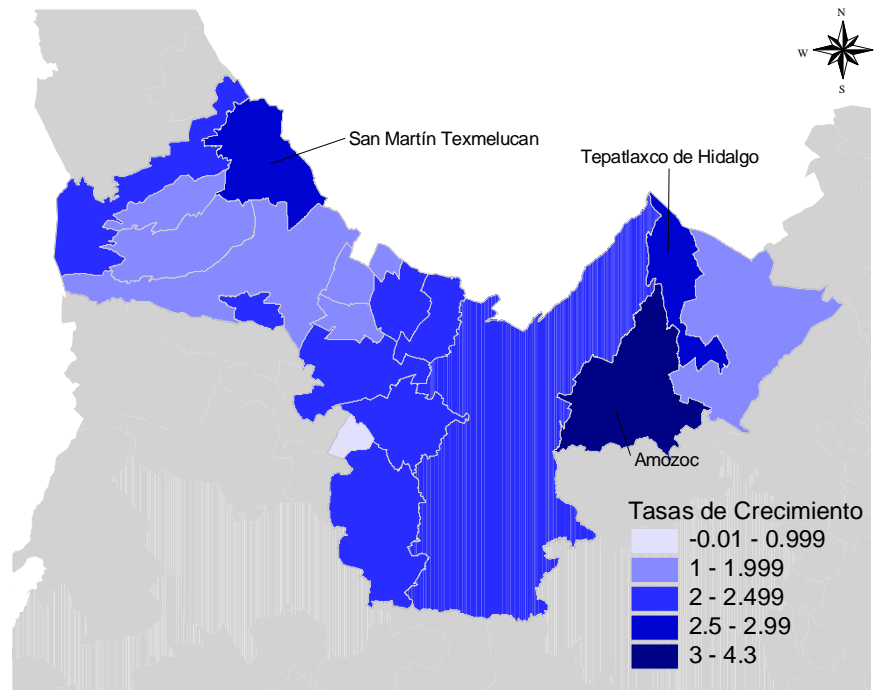 N
W
S
San Martín Texmelucan
Tepatlaxco de Hidalgo
Amozoc
Tasas de Crecimiento
-0.01 - 0.999
1 - 1.999
2 - 2.499
2.5 - 2.99
3 - 4.3